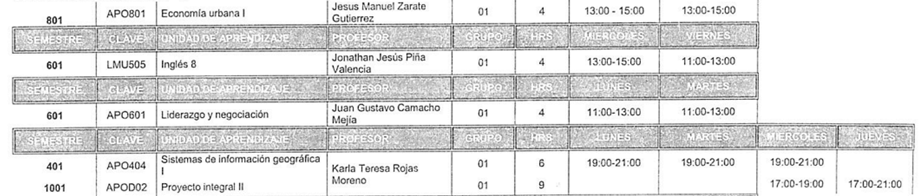 801 APO801 Economía urbana I Jesus Manuel Zarate Gutierrez 01 4 13:00 - 15:00 13:00-15:00
SEMESTRE CLAVE UNIDAD DE APRENDIZAJE PROFESOR GRUPO HRS MIERCOLES VIERNES
601 LMU505 Inglés 8 Jonathan Jesús Piña Valencia 01 4 13:00-15:00 11:00-13:00
SEMESTRE CLAVE UNIDAD DE APRENDIZAJE PROFESOR GRUPO HRS LUNES MARTES
601 APO601 Liderazgo y negociación Juan Gustavo Camacho Mejía 01 4 11:00-13:00 11:00-13:00
SEMESTRE CLAVE UNIDAD DE APRENDIZAJE PROFESOR GRUPO HRS LUNES MARTES MIERCOLES JUEVES
401 APO404 Sistemas de información geográfica I Karla Teresa Rojas Moreno 01 6 19:00-21:00 19:00-21:00 19:00-21:00
1001 APOD02 Proyecto integral II 01 9 17:00-19:00 17:00-21:00